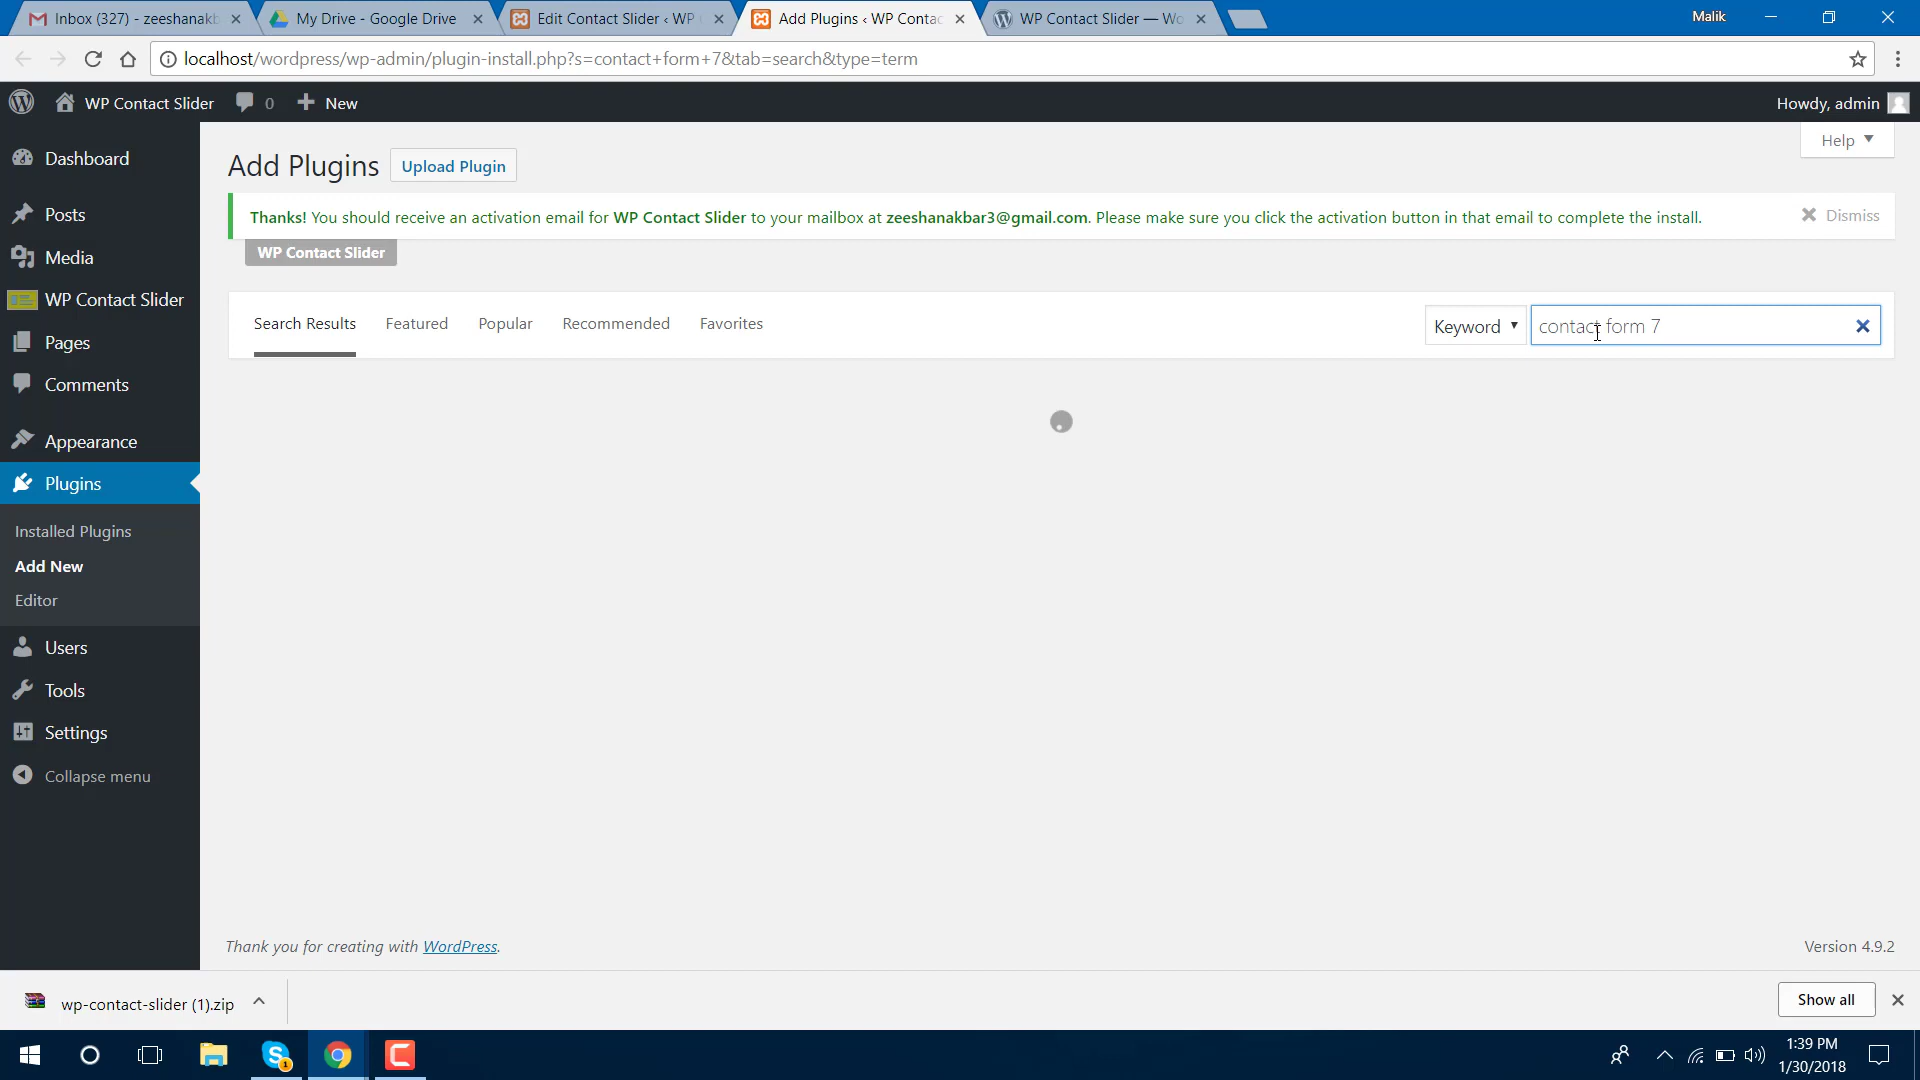 Inbox (327) - zeeshanakb
My Drive - Google Drive
Edit Contact Slider ‹ WP
Add Plugins ‹ WP Contac
WP Contact Slider — Wo
Malik
localhost/wordpress/wp-admin/plugin-install.php?s=contact+form+7&tab=search&type=term
WP Contact Slider
0
New
Howdy, admin
Help
Dashboard
Posts
Media
WP Contact Slider
Pages
Comments
Appearance
Plugins
Installed Plugins
Add New
Editor
Users
Tools
Settings
Collapse menu
Add Plugins
Upload Plugin
Thanks! You should receive an activation email for WP Contact Slider to your mailbox at zeeshanakbar3@gmail.com. Please make sure you click the activation button in that email to complete the install.
Dismiss
WP Contact Slider
Search Results
Featured
Popular
Recommended
Favorites
Keyword
contact form 7
Thank you for creating with WordPress.
Version 4.9.2
wp-contact-slider (1).zip
Show all
1
1:39 PM
1/30/2018